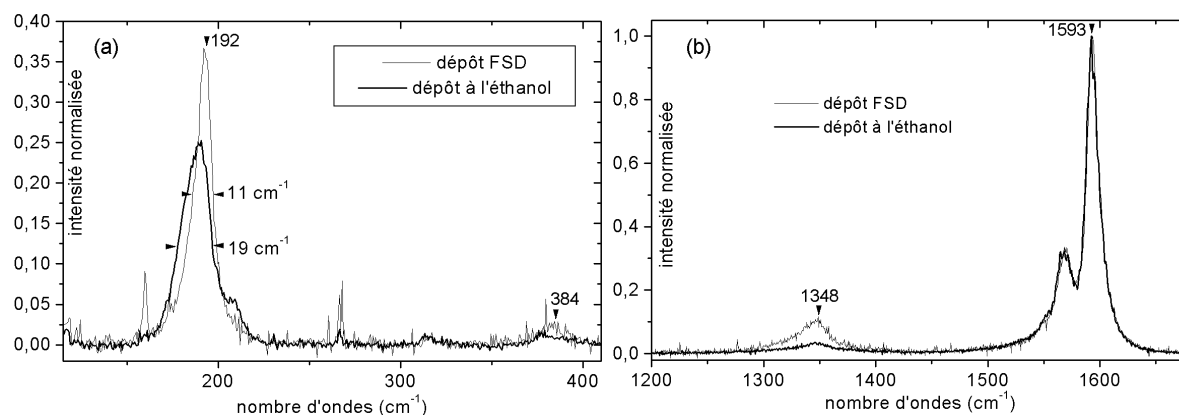 (a)
192
dépôt FSD
dépôt à l'éthanol
11 cm-1
19 cm-1
384
intensité normalisée
0,40
0,35
0,30
0,25
0,20
0,15
0,10
0,05
0,00
200
300
400
nombre d'ondes (cm-1)
(b)
1593
dépôt FSD
dépôt à l'éthanol
1348
intensité normalisée
1,0
0,8
0,6
0,4
0,2
0,0
1200
1300
1400
1500
1600
nombre d'ondes (cm-1)